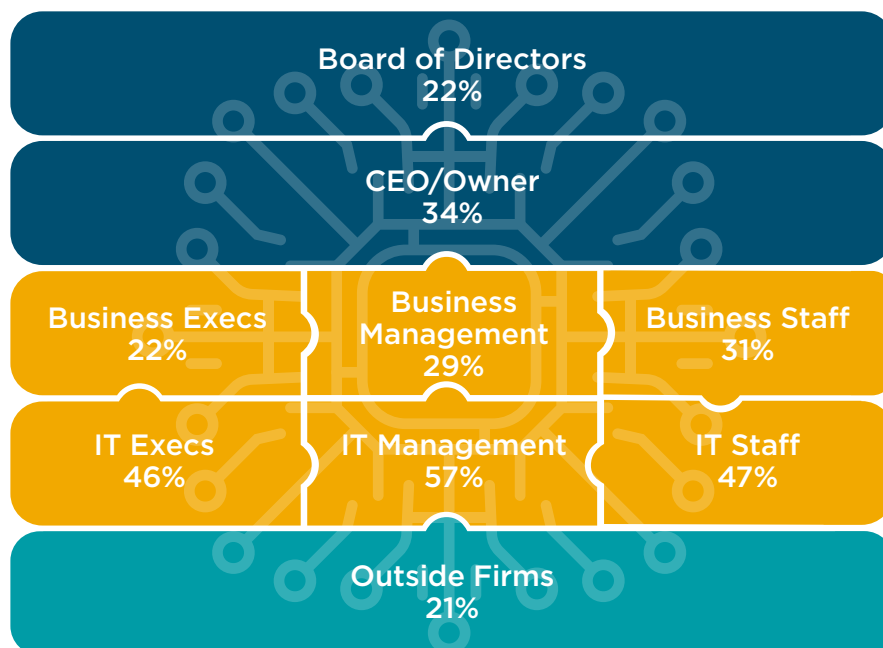 Board of Directors
22%
CEO/Owner
34%
Business Execs
22%
Business
Management
29%
Business Staff
31%
IT Execs
46%
IT Management
57%
IT Staff
47%
Outside Firms
21%